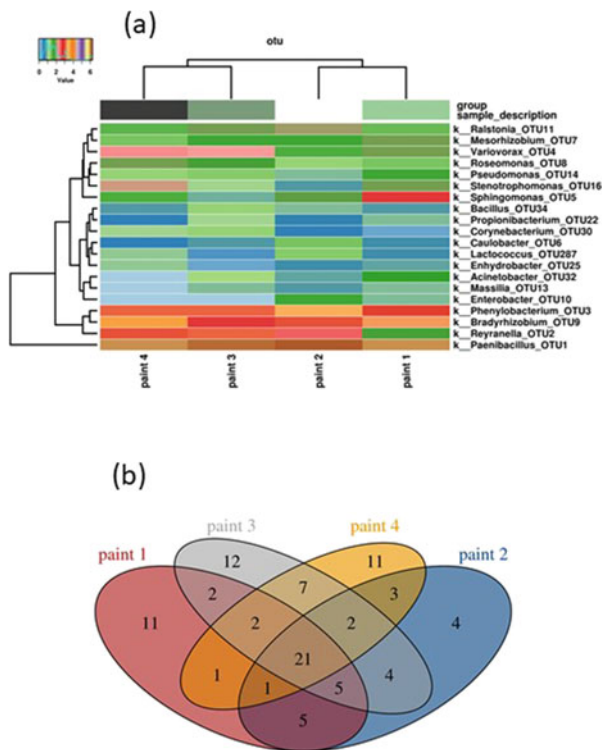 (a)
otu
0 2 4 6
Value
group
sample_description
k__Ralstonia_OTU11
k__Mesorhizobium_OTU7
k__Variovorax_OTU4
k__Roseomonas_OTU8
k__Pseudomonas_OTU14
k__Stenotrophomonas_OTU16
k__Sphingomonas_OTU5
k__Bacillus_OTU34
k__Propionibacterium_OTU22
k__Corynebacterium_OTU30
k__Caulobacter_OTU6
k__Lactococcus_OTU287
k__Enhydrobacter_OTU25
k__Acinetobacter_OTU32
k__Massilia_OTU13
k__Enterobacter_OTU10
k__Phenylobacterium_OTU3
k__Bradyrhizobium_OTU9
k__Reyranella_OTU2
k__Paenibacillus_OTU1
paint 4 paint 3 paint 2 paint 1
(b)
paint 3 paint 4
paint 1 paint 2
12 11
2 7 3
11 2 2 4
21
1 1 5 4
5